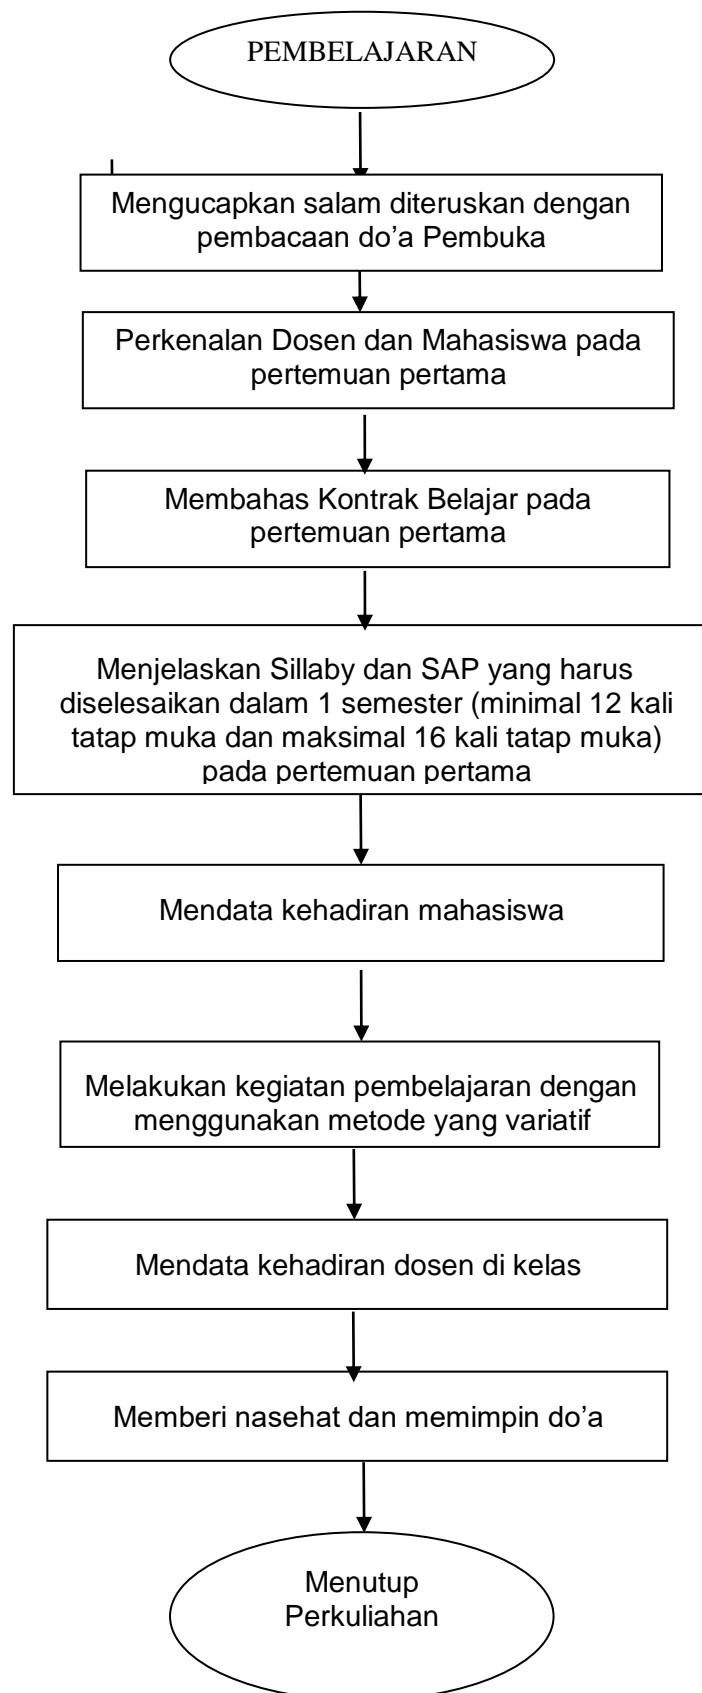 PEMBELAJARAN
Mengucapkan salam diteruskan dengan
pembacaan do’a Pembuka
Perkenalan Dosen dan Mahasiswa pada
pertemuan pertama
Membahas Kontrak Belajar pada
pertemuan pertama
Menjelaskan Sillaby dan SAP yang harus
diselesaikan dalam 1 semester (minimal 12 kali
tatap muka dan maksimal 16 kali tatap muka)
pada pertemuan pertama
Mendata kehadiran mahasiswa
Melakukan kegiatan pembelajaran dengan
menggunakan metode yang variatif
Mendata kehadiran dosen di kelas
Memberi nasehat dan memimpin do’a
Menutup
Perkuliahan